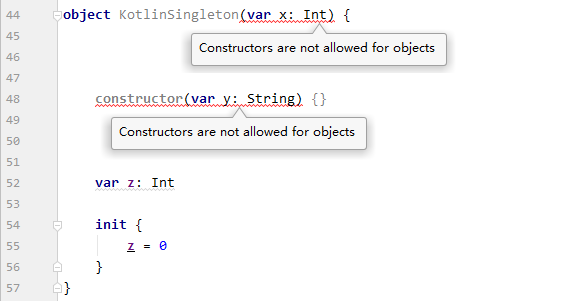 44 object KotlinSingleton(var x: Int) {
45 Constructors are not allowed for objects
46
47
48 constructor(var y: String) {}
49 Constructors are not allowed for objects
50
51
52 var z: Int
53
54 init {
55 z = 0
56 }
57 }